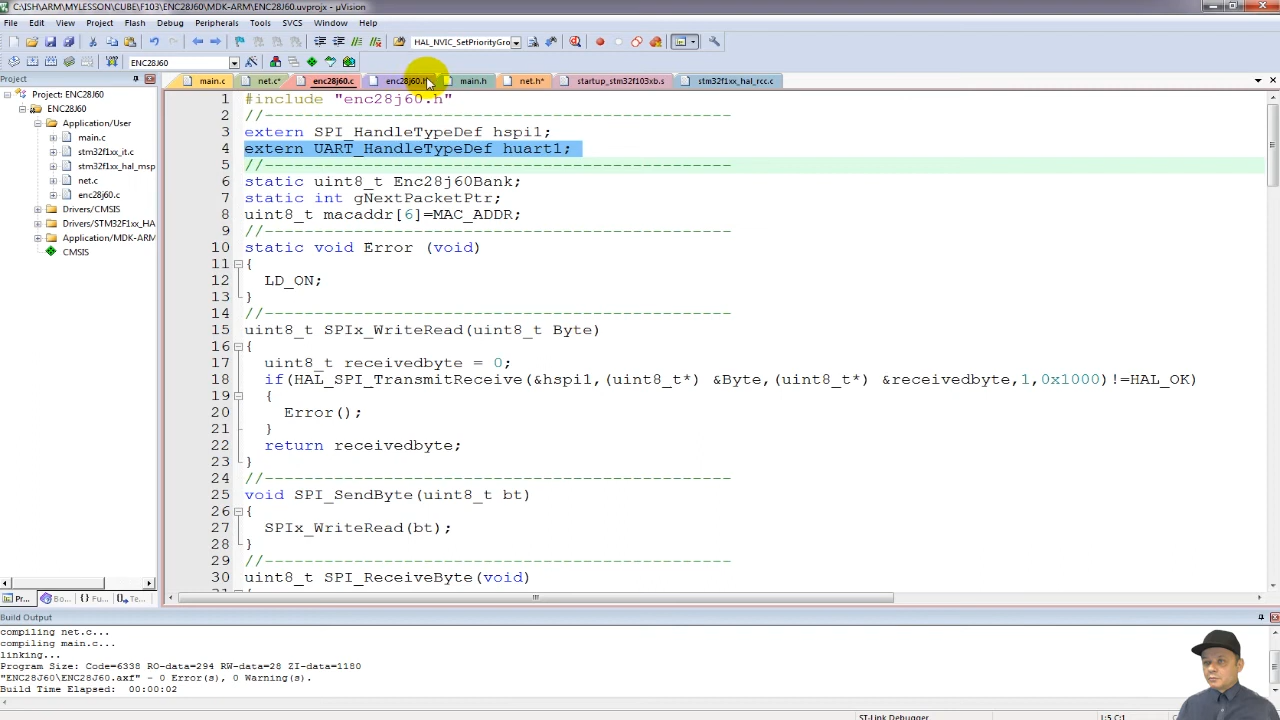 C:\ISH\ARM\MYLESSON\CUBE\F103\ENC28J60\MDK-ARM\ENC28J60.uvprojx - µVision
File Edit View Project Flash Debug Peripherals Tools SVCS Window Help
HAL_NVIC_SetPriorityGro
ENC28J60
Project
main.c net.c* enc28j60.c enc28j60.h main.h net.h* startup_stm32f103xb.s stm32f1xx_hal_rcc.c
Project: ENC28J60
ENC28J60
Application/User
main.c
stm32f1xx_it.c
stm32f1xx_hal_msp
net.c
enc28j60.c
Drivers/CMSIS
Drivers/STM32F1xx_HA
Application/MDK-ARM
CMSIS
1 #include "enc28j60.h"
2 //-------------------------------------------------
3 extern SPI_HandleTypeDef hspi1;
4 extern UART_HandleTypeDef huart1;
5 //-------------------------------------------------
6 static uint8_t Enc28j60Bank;
7 static int gNextPacketPtr;
8 uint8_t macaddr[6]=MAC_ADDR;
9 //-------------------------------------------------
10 static void Error (void)
11 {
12 LD_ON;
13 }
14 //-------------------------------------------------
15 uint8_t SPIx_WriteRead(uint8_t Byte)
16 {
17 uint8_t receivedbyte = 0;
18 if(HAL_SPI_TransmitReceive(&hspi1,(uint8_t*) &Byte,(uint8_t*) &receivedbyte,1,0x1000)!=HAL_OK)
19 {
20 Error();
21 }
22 return receivedbyte;
23 }
24 //-------------------------------------------------
25 void SPI_SendByte(uint8_t bt)
26 {
27 SPIx_WriteRead(bt);
28 }
29 //-------------------------------------------------
30 uint8_t SPI_ReceiveByte(void)
Pr... Bo... Fu... Te...
Build Output
compiling net.c...
compiling main.c...
linking...
Program Size: Code=6338 RO-data=294 RW-data=28 ZI-data=1180
"ENC28J60\ENC28J60.axf" - 0 Error(s), 0 Warning(s).
Build Time Elapsed: 00:00:02
ST-Link Debugger L:5 C:1